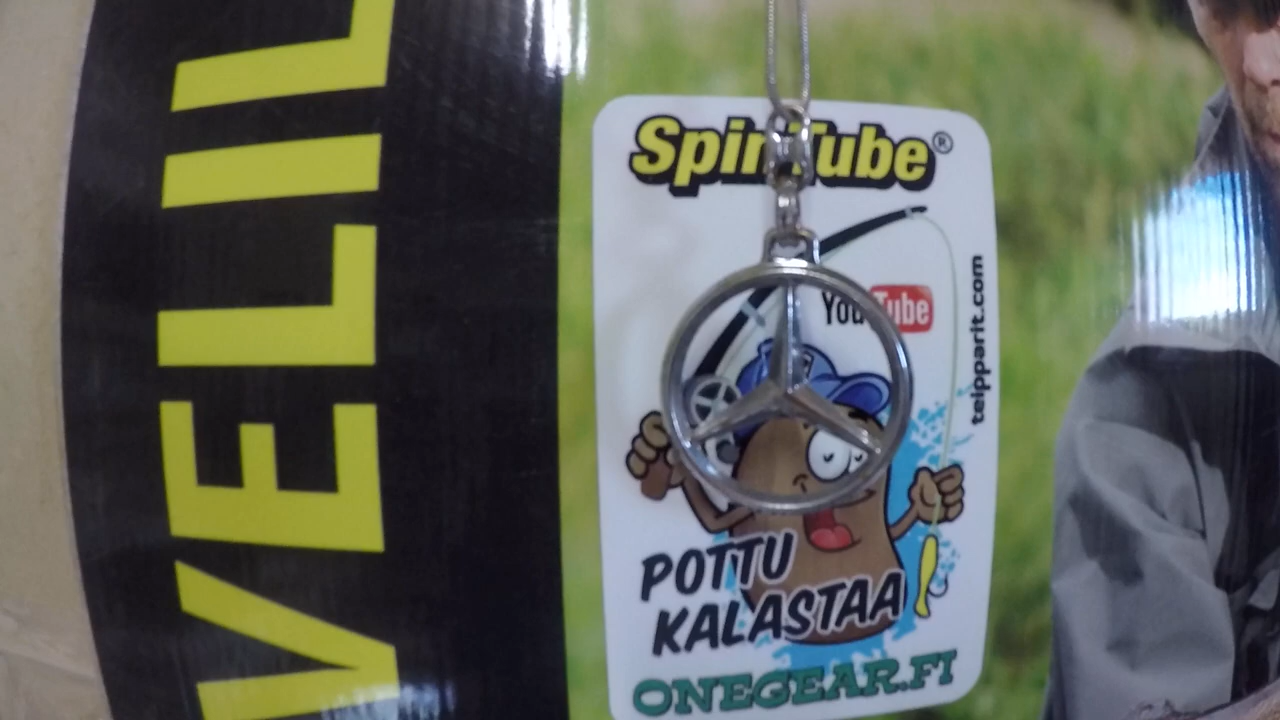 VELIL
SpinTube®
YouTube
teipparit.com
POTTU
KALASTAA
ONEGEAR.FI